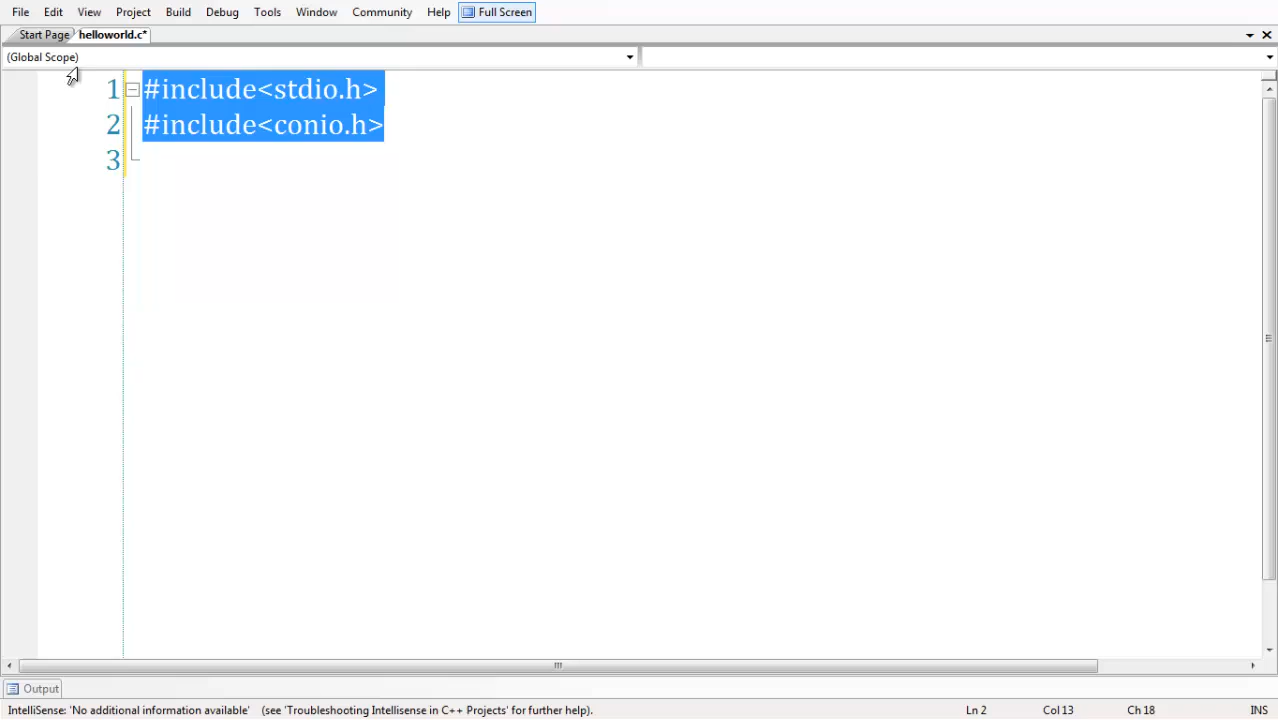 File Edit View Project Build Debug Tools Window Community Help Full Screen
Start Page helloworld.c*
(Global Scope)
1 #include<stdio.h>
2 #include<conio.h>
3
Output
IntelliSense: 'No additional information available' (see 'Troubleshooting Intellisense in C++ Projects' for further help). Ln 2 Col 13 Ch 18 INS